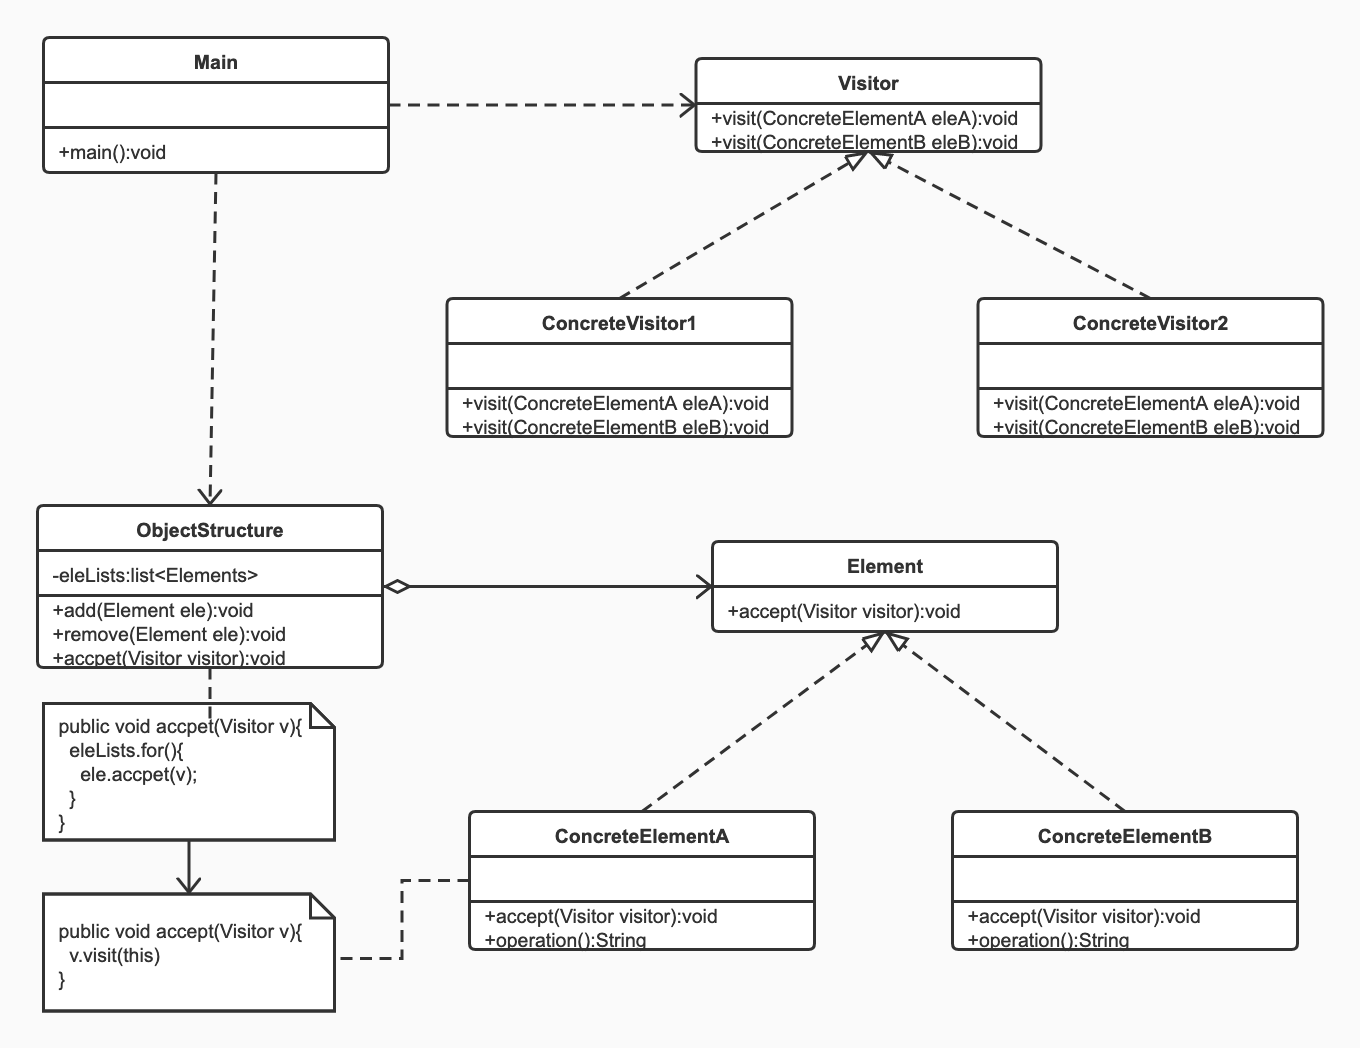 Main
+main():void
Visitor
+visit(ConcreteElementA eleA):void
+visit(ConcreteElementB eleB):void
ConcreteVisitor1
+visit(ConcreteElementA eleA):void
+visit(ConcreteElementB eleB):void
ConcreteVisitor2
+visit(ConcreteElementA eleA):void
+visit(ConcreteElementB eleB):void
ObjectStructure
-eleLists:list<Elements>
+add(Element ele):void
+remove(Element ele):void
+accpet(Visitor visitor):void
Element
+accept(Visitor visitor):void
public void accpet(Visitor v){
eleLists.for(){
ele.accpet(v);
}
}
public void accept(Visitor v){
v.visit(this)
}
ConcreteElementA
+accept(Visitor visitor):void
+operation():String
ConcreteElementB
+accept(Visitor visitor):void
+operation():String